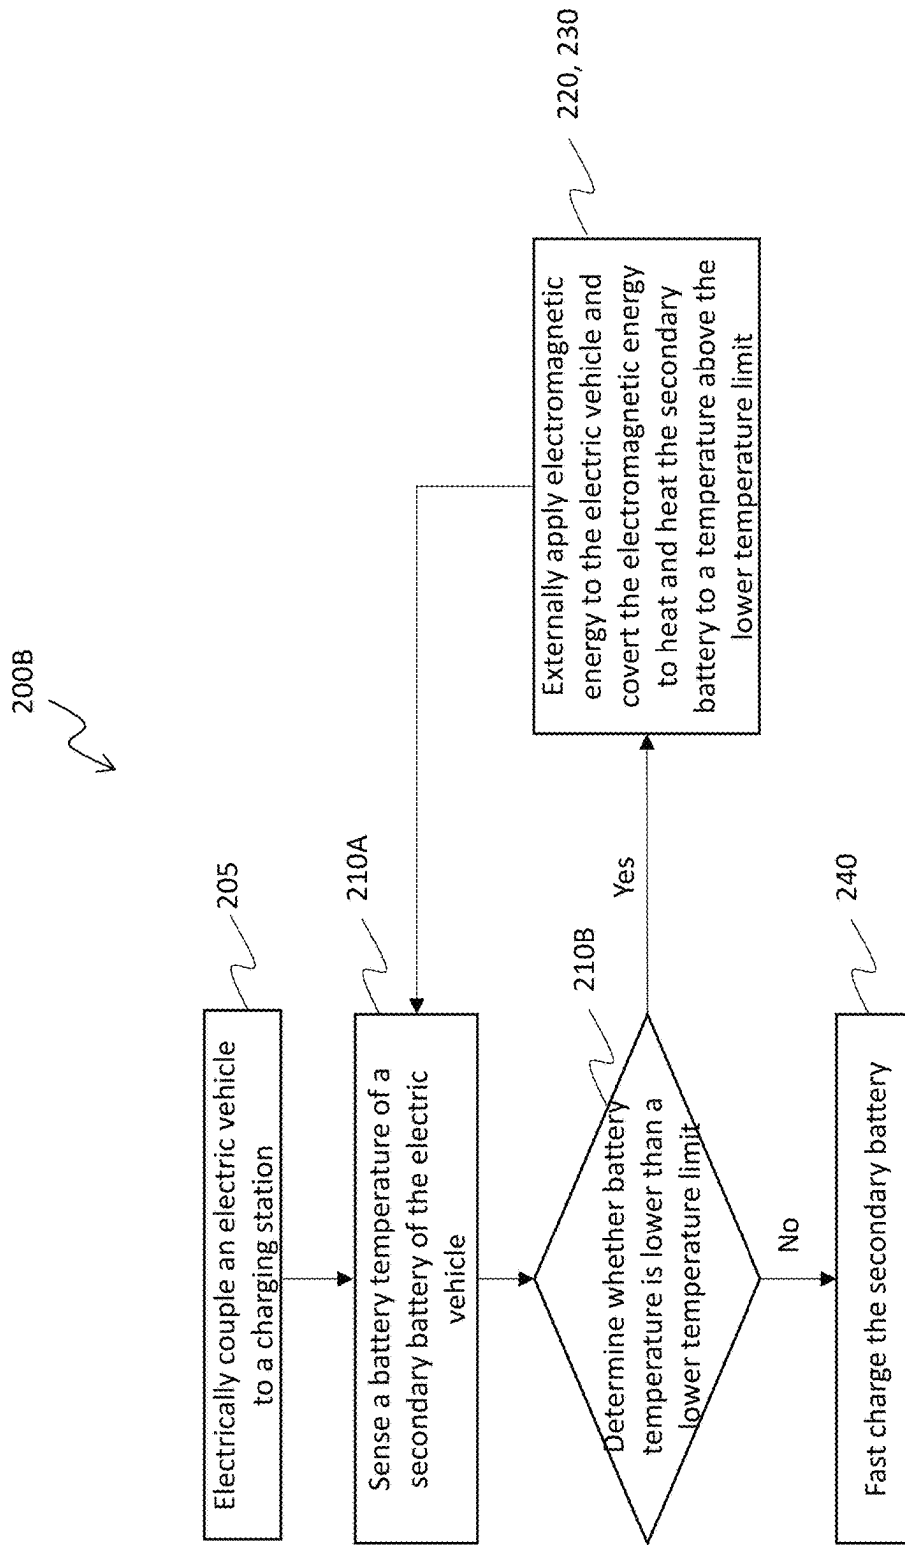 200B
205
Electrically couple an electric vehicle
to a charging station
210A
Sense a battery temperature of a
secondary battery of the electric
vehicle
210B
Determine whether battery
temperature is lower than a
lower temperature limit
Yes
No
220, 230
Externally apply electromagnetic
energy to the electric vehicle and
covert the electromagnetic energy
to heat and heat the secondary
battery to a temperature above the
lower temperature limit
240
Fast charge the secondary battery